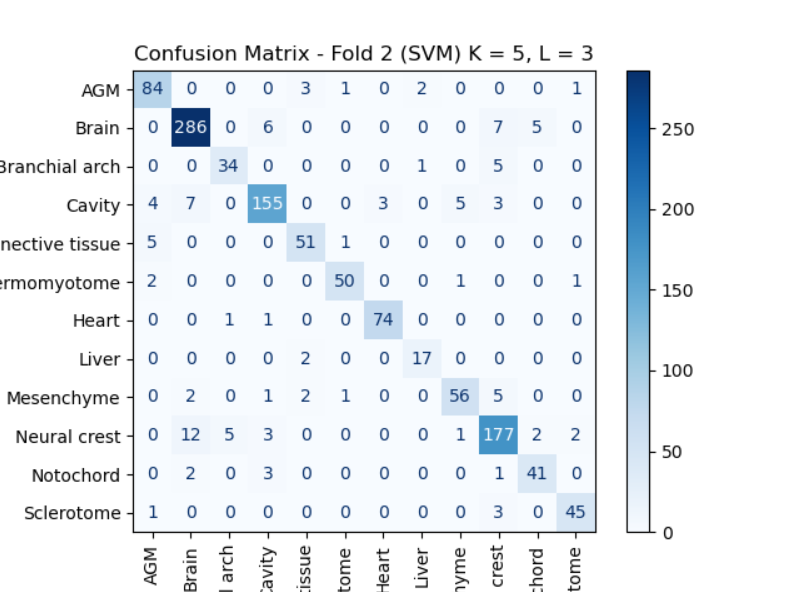 Confusion Matrix - Fold 2 (SVM) K = 5, L = 3
AGM 84 0 0 0 3 1 0 2 0 0 0 1
Brain 0 286 0 6 0 0 0 0 0 7 5 0
Branchial arch 0 0 34 0 0 0 0 1 0 5 0 0
Cavity 4 7 0 155 0 0 3 0 5 3 0 0
nective tissue 5 0 0 0 51 1 0 0 0 0 0 0
ermomyotome 2 0 0 0 0 50 0 0 1 0 0 1
Heart 0 0 1 1 0 0 74 0 0 0 0 0
Liver 0 0 0 0 2 0 0 17 0 0 0 0
Mesenchyme 0 2 0 1 2 1 0 0 56 5 0 0
Neural crest 0 12 5 3 0 0 0 0 1 177 2 2
Notochord 0 2 0 3 0 0 0 0 0 1 41 0
Sclerotome 1 0 0 0 0 0 0 0 0 3 0 45
AGM
Brain
l arch
Cavity
tissue
tome
Heart
Liver
hyme
crest
chord
tome
250
200
150
100
50
0